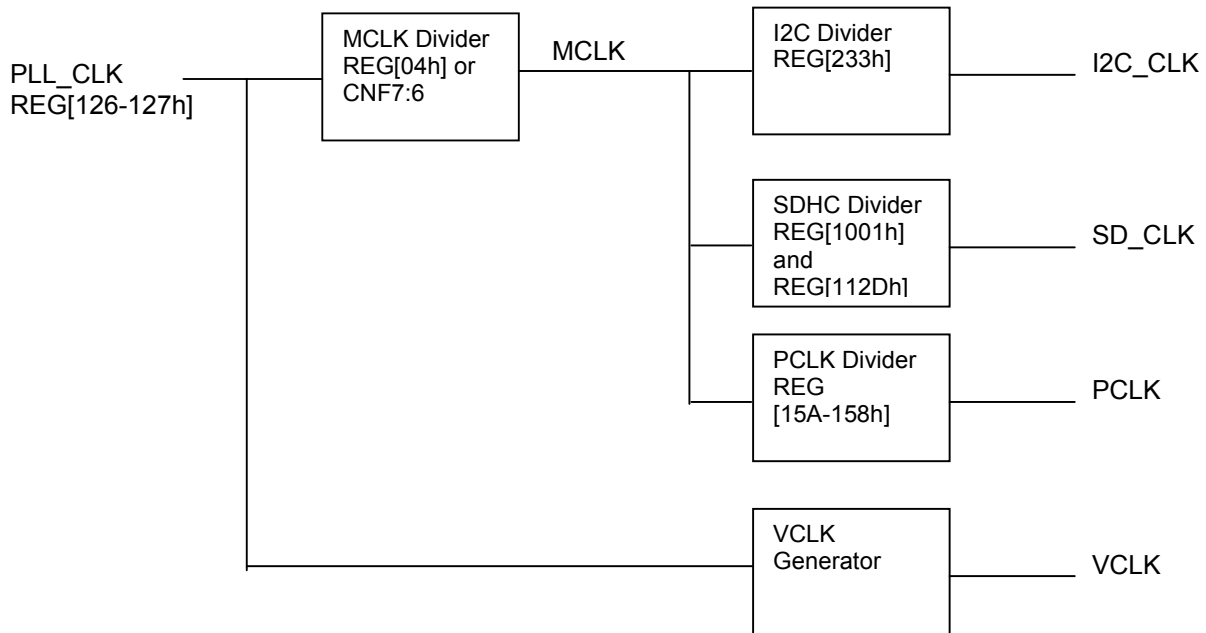 PLL_CLK
REG[126-127h]
MCLK Divider
REG[04h] or
CNF7:6
MCLK
I2C Divider
REG[233h]
I2C_CLK
SDHC Divider
REG[1001h]
and
REG[112Dh]
SD_CLK
PCLK Divider
REG
[15A-158h]
PCLK
VCLK
Generator
VCLK